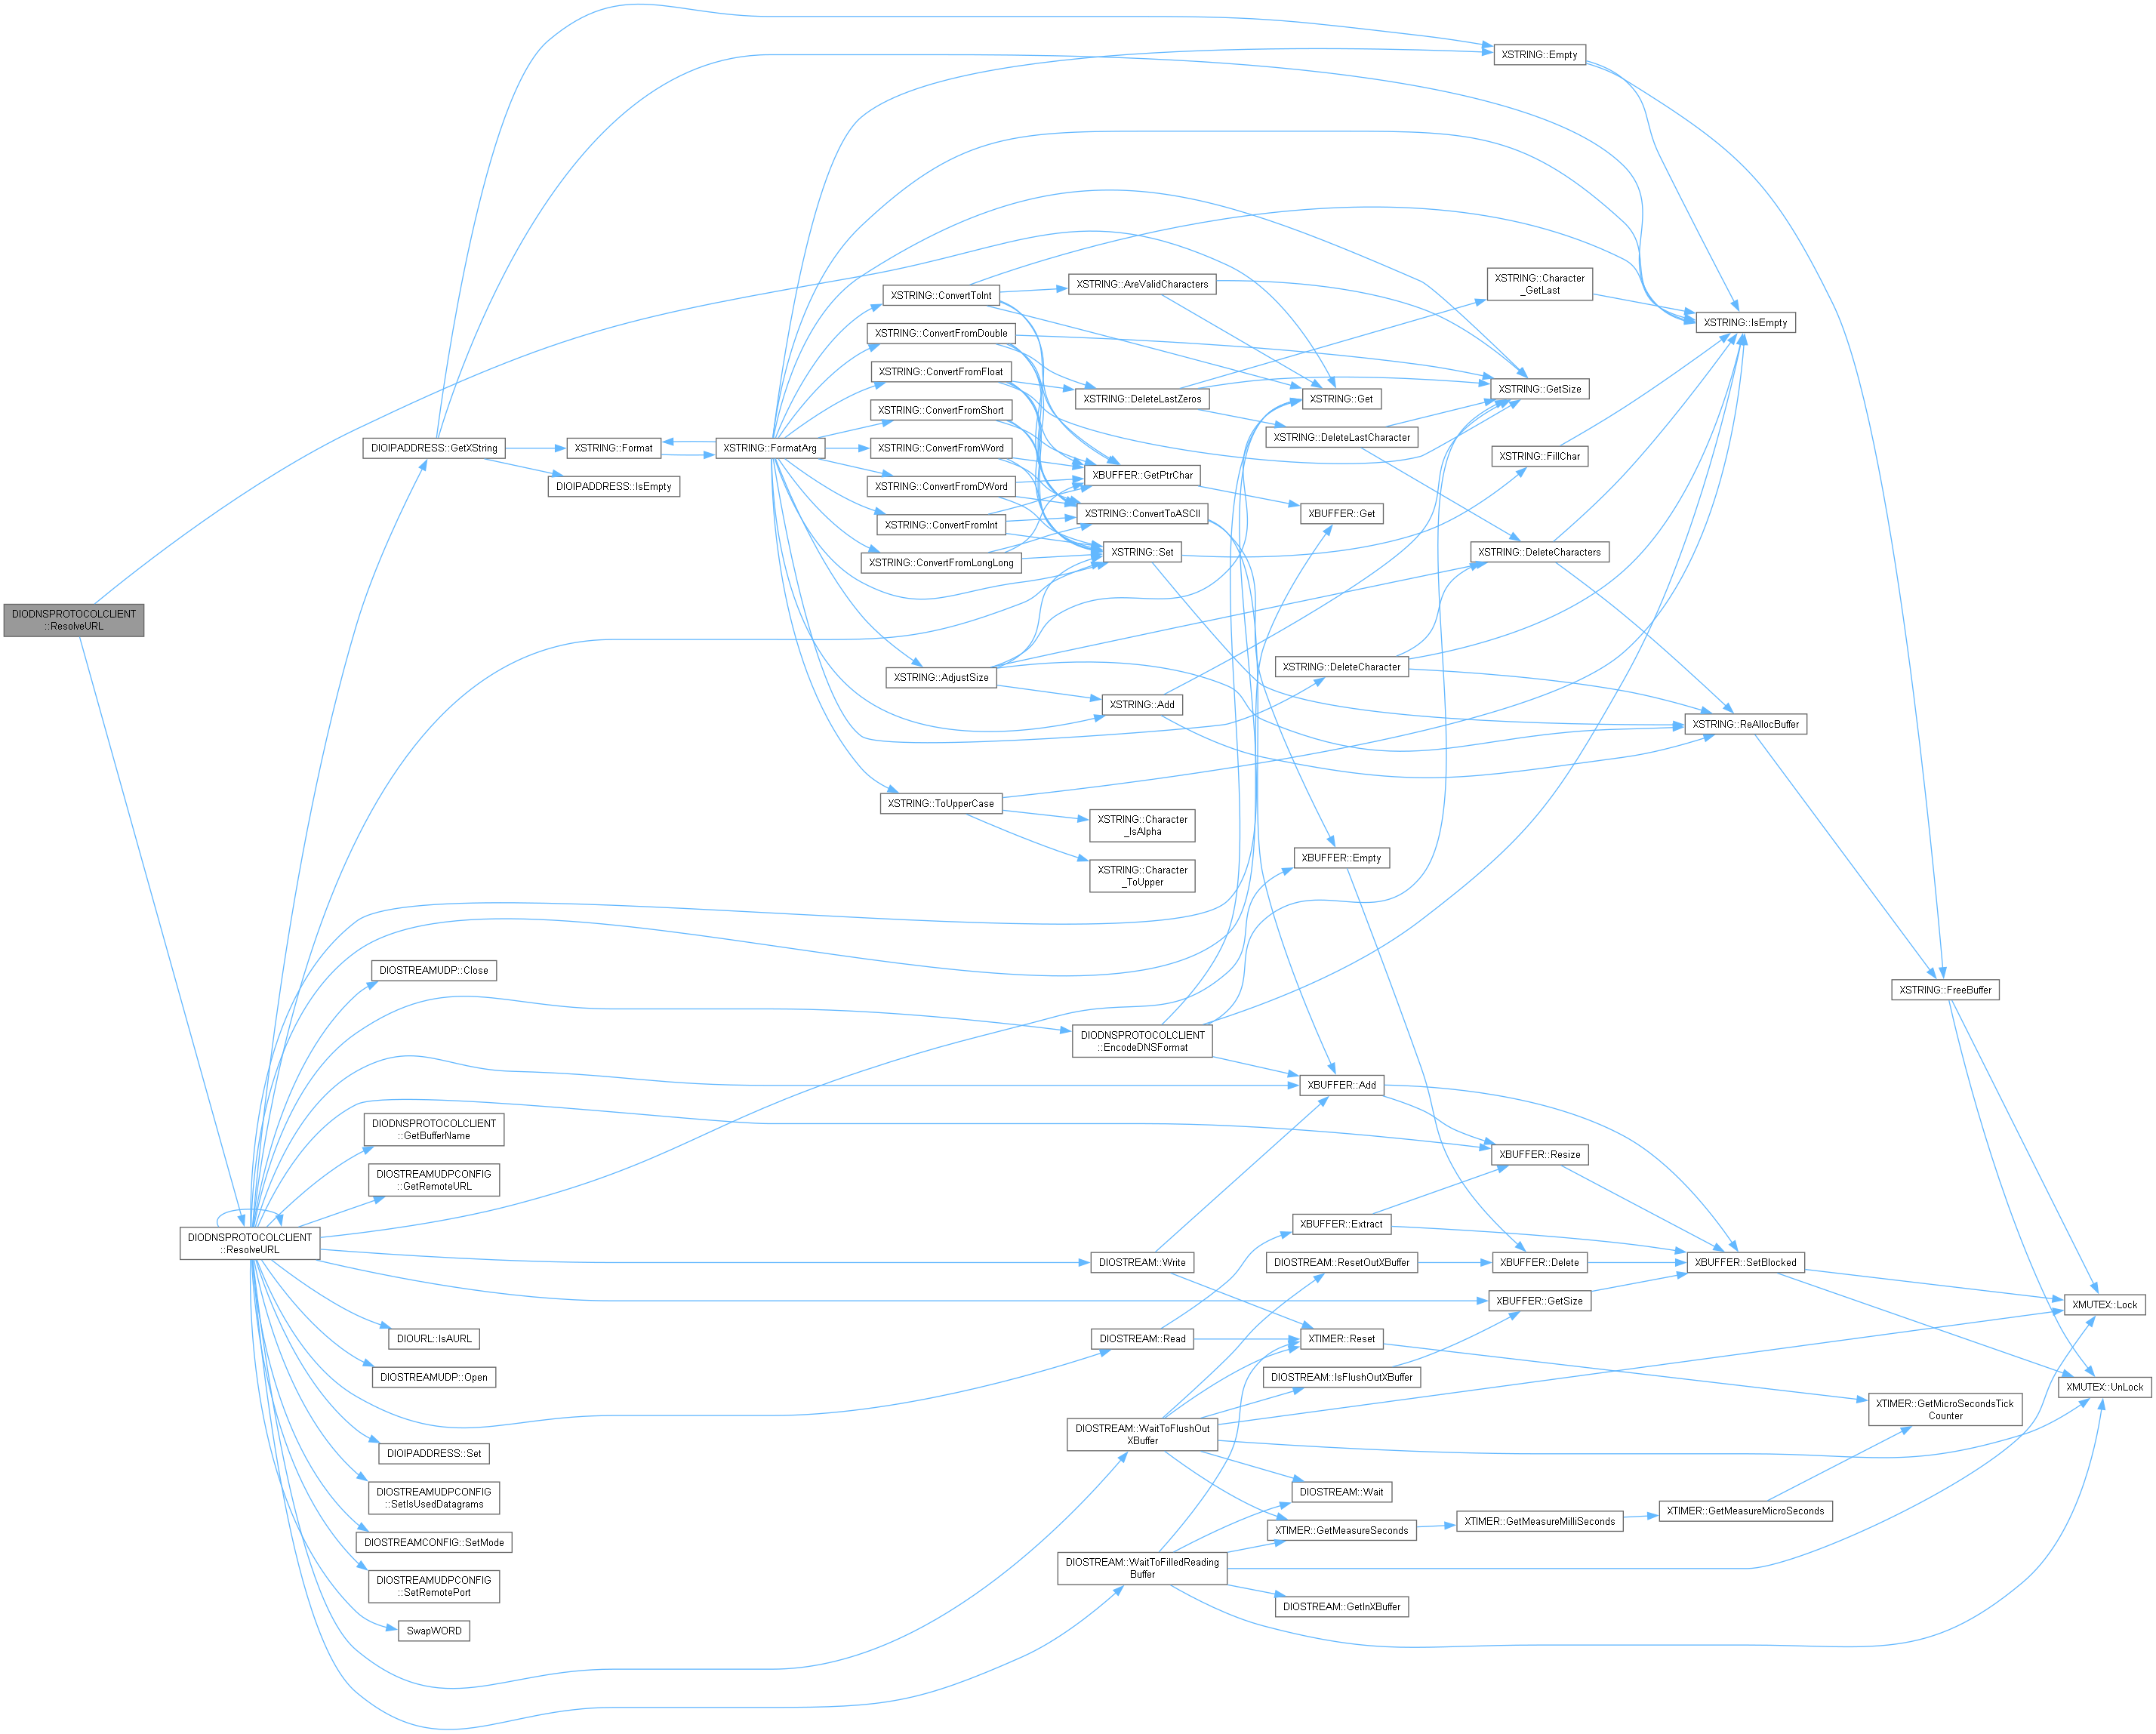 DIODNSPROTOCOLCLIENT
::ResolveURL
DIODNSPROTOCOLCLIENT
::ResolveURL
DIOIPADDRESS::GetXString
DIOSTREAMUDP::Close
DIODNSPROTOCOLCLIENT
::GetBufferName
DIOSTREAMUDPCONFIG
::GetRemoteURL
DIOURL::IsAURL
DIOSTREAMUDP::Open
DIOIPADDRESS::Set
DIOSTREAMUDPCONFIG
::SetIsUsedDatagrams
DIOSTREAMCONFIG::SetMode
DIOSTREAMUDPCONFIG
::SetRemotePort
SwapWORD
XSTRING::Format
DIOIPADDRESS::IsEmpty
XSTRING::FormatArg
XSTRING::ConvertToInt
XSTRING::ConvertFromDouble
XSTRING::ConvertFromFloat
XSTRING::ConvertFromShort
XSTRING::ConvertFromWord
XSTRING::ConvertFromDWord
XSTRING::ConvertFromInt
XSTRING::ConvertFromLongLong
XSTRING::AdjustSize
XSTRING::ToUpperCase
XSTRING::AreValidCharacters
XSTRING::DeleteLastZeros
XBUFFER::GetPtrChar
XSTRING::ConvertToASCII
XSTRING::Set
XSTRING::Add
XSTRING::Character
_IsAlpha
XSTRING::Character
_ToUpper
DIODNSPROTOCOLCLIENT
::EncodeDNSFormat
DIOSTREAM::Write
DIOSTREAM::Read
DIOSTREAM::WaitToFlushOut
XBuffer
DIOSTREAM::WaitToFilledReading
Buffer
XSTRING::Get
XSTRING::DeleteLastCharacter
XBUFFER::Get
XSTRING::DeleteCharacter
XBUFFER::Empty
XBUFFER::Add
XBUFFER::Extract
DIOSTREAM::ResetOutXBuffer
XTIMER::Reset
DIOSTREAM::IsFlushOutXBuffer
DIOSTREAM::Wait
XTIMER::GetMeasureSeconds
DIOSTREAM::GetInXBuffer
XSTRING::Empty
XSTRING::Character
_GetLast
XSTRING::GetSize
XSTRING::FillChar
XSTRING::DeleteCharacters
XBUFFER::Resize
XBUFFER::Delete
XBUFFER::GetSize
XTIMER::GetMeasureMilliSeconds
XSTRING::IsEmpty
XSTRING::ReAllocBuffer
XBUFFER::SetBlocked
XTIMER::GetMeasureMicroSeconds
XSTRING::FreeBuffer
XTIMER::GetMicroSecondsTick
Counter
XMUTEX::Lock
XMUTEX::UnLock